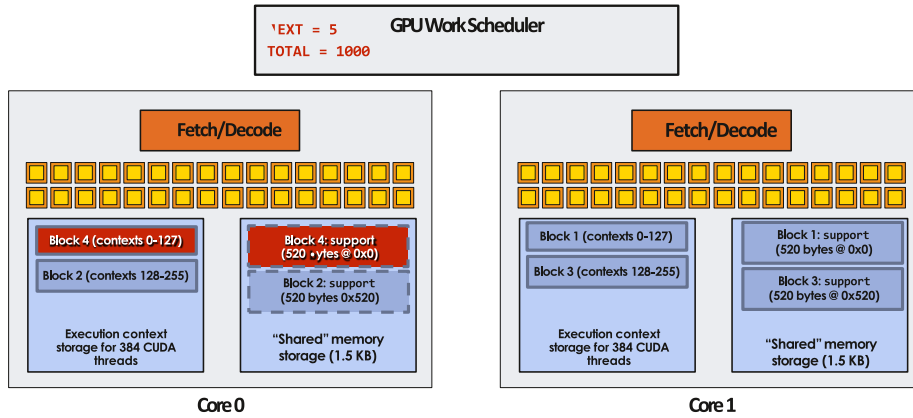 GPU Work Scheduler
= 5
TOTAL = 1000
Fetch/Decode
Block 4 (contexts 0-127)
Block 2 (contexts 128-255)
Execution context
storage for 384 CUDA
threads
Block 4: support
(520 ytes @ 0x0)
Block 2: support
(520 bytes 0x520)
“Shared” memory
storage (1.5 KB)
Core 0
Fetch/Decode
Block 1 (contexts 0-127)
Block 3 (contexts 128-255)
Execution context
storage for 384 CUDA
threads
Block 1: support
(520 bytes @ 0x0)
Block 3: support
(520 bytes @ 0x520)
“Shared” memory
storage (1.5 KB)
Core 1